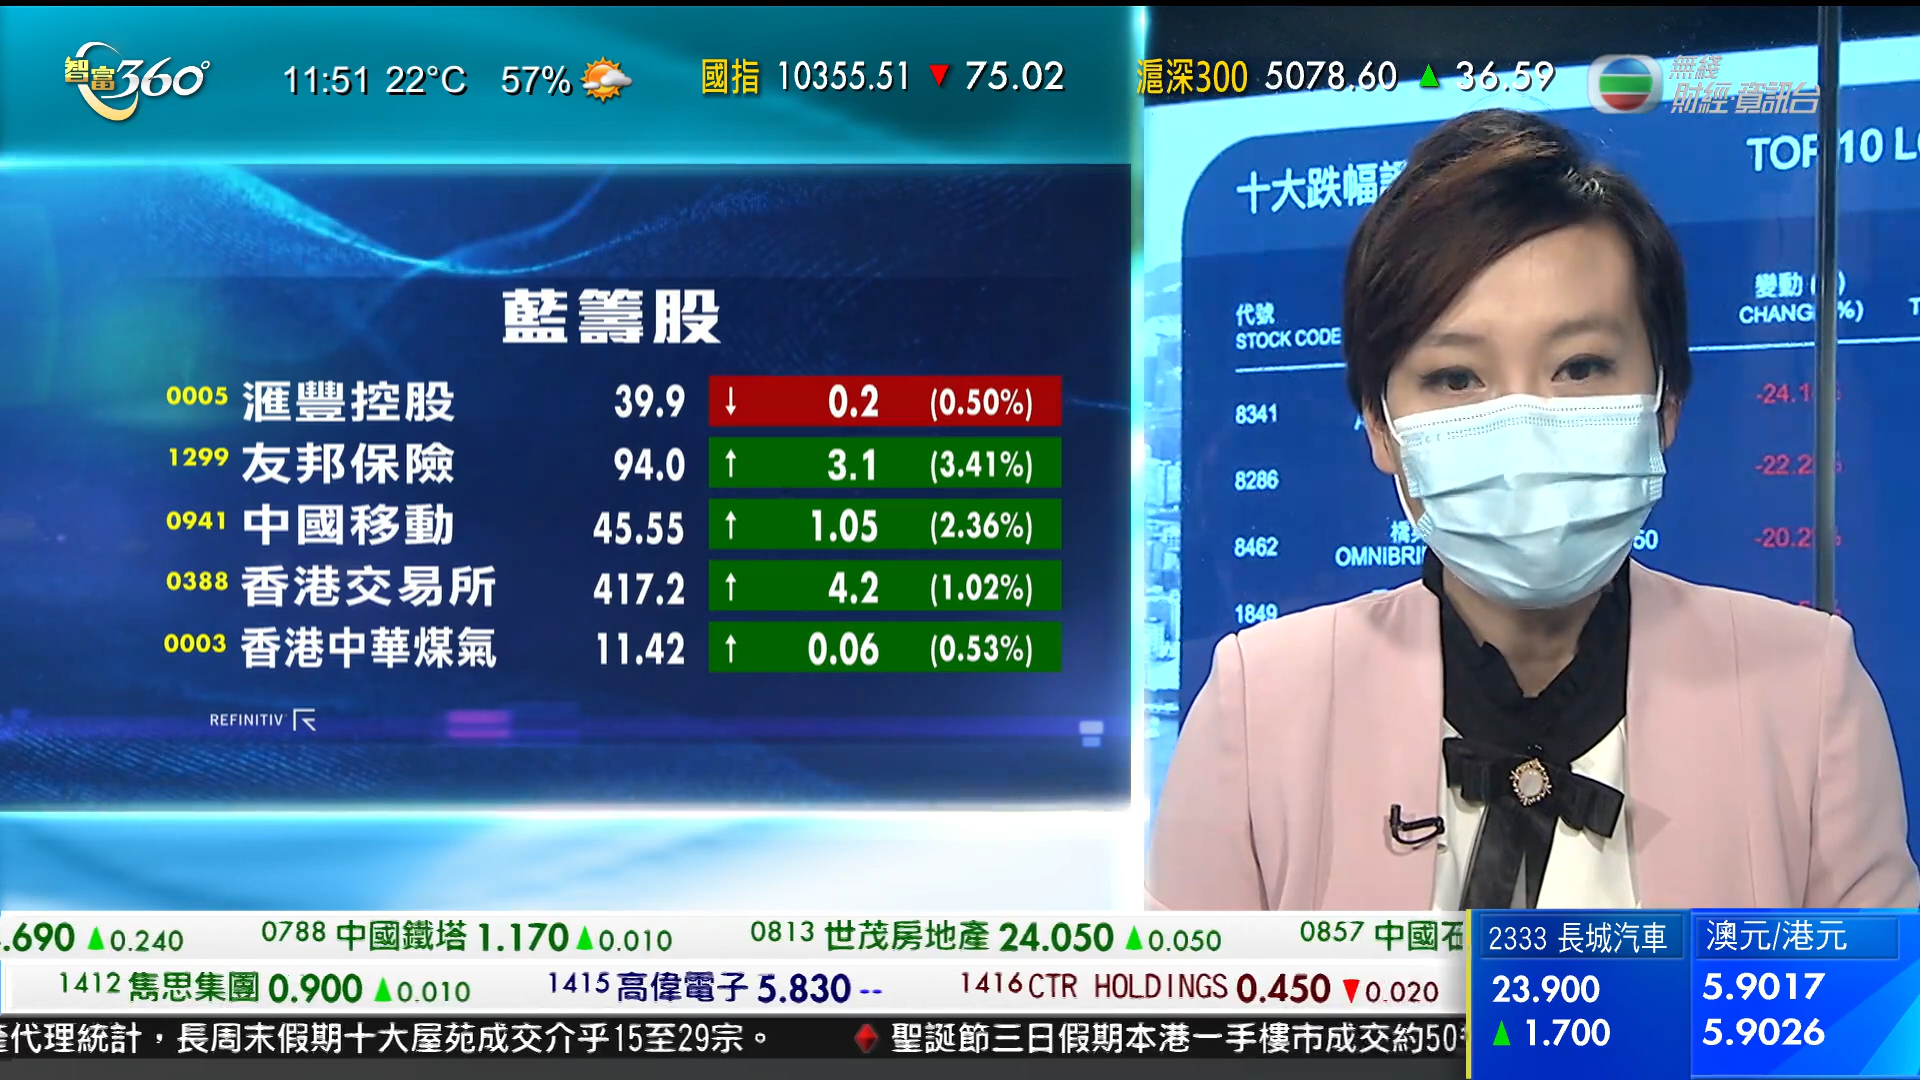 智富360°
11:51 22°C 57%
國指 10355.51 ▼ 75.02
滬深300 5078.60 ▲ 36.59
無綫
財經·資訊台
藍籌股
0005 滙豐控股 39.9 ↓ 0.2 (0.50%)
1299 友邦保險 94.0 ↑ 3.1 (3.41%)
0941 中國移動 45.55 ↑ 1.05 (2.36%)
0388 香港交易所 417.2 ↑ 4.2 (1.02%)
0003 香港中華煤氣 11.42 ↑ 0.06 (0.53%)
REFINITIV
十大跌幅
TOP 10
代號
STOCK CODE
變動
CHANG %)
8341
8286
8462
1849
橋
OMNIBRI
50
-24.1
-22.2
-20.2
.690 ▲0.240 0788 中國鐵塔 1.170 ▲0.010 0813 世茂房地產 24.050 ▲0.050 0857 中國石
1412 雋思集團 0.900 ▲0.010 1415 高偉電子 5.830 -- 1416 CTR HOLDINGS 0.450 ▼0.020
代理統計，長周末假期十大屋苑成交介乎15至29宗。 聖誕節三日假期本港一手樓市成交約50
2333 長城汽車
23.900
▲ 1.700
澳元/港元
5.9017
5.9026